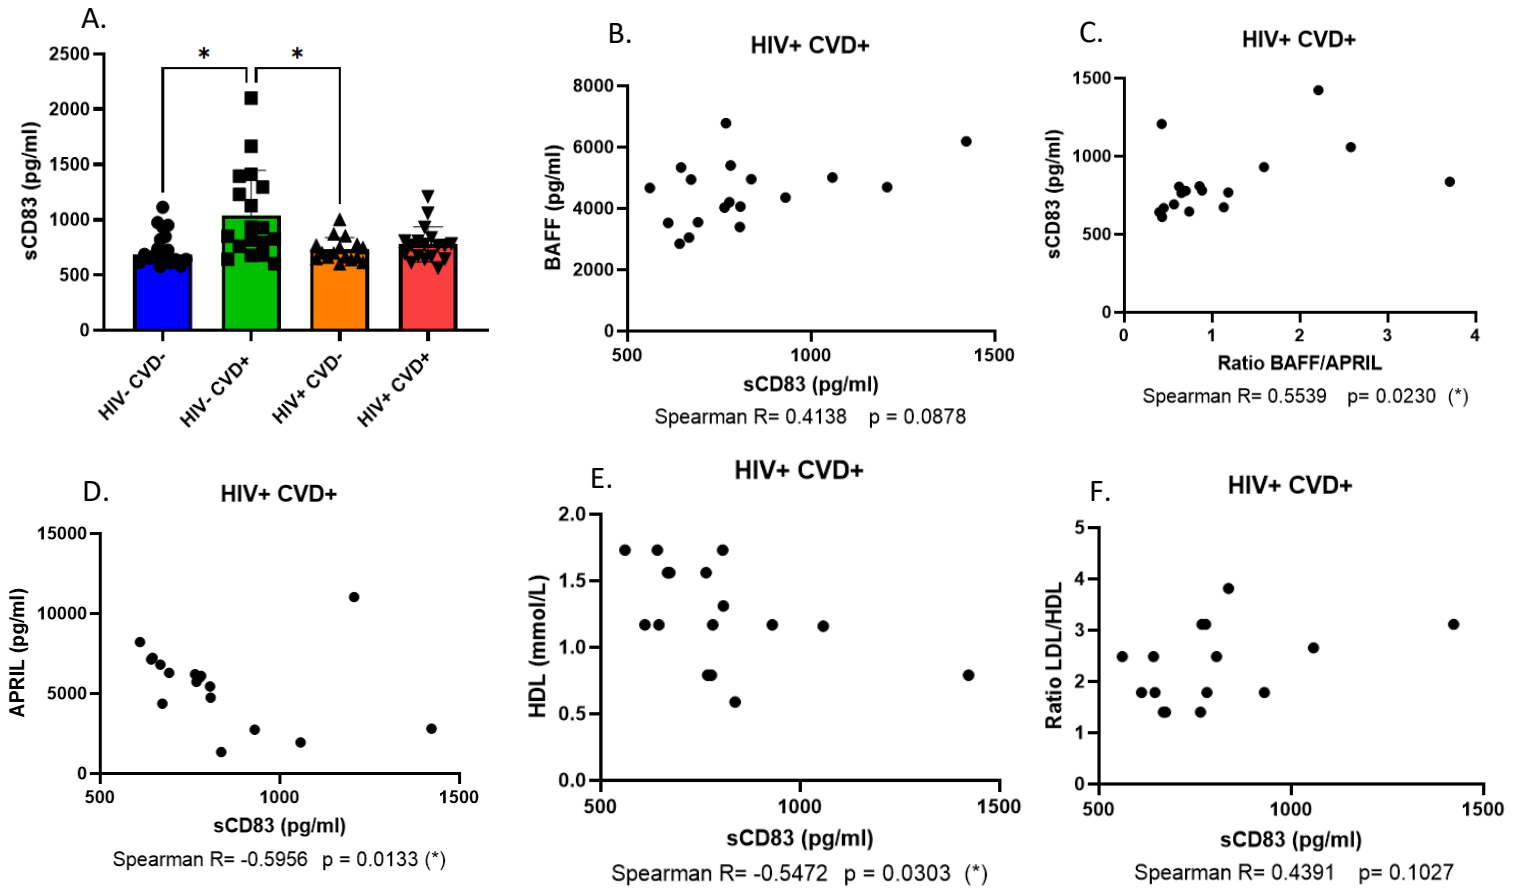 A.
sCD83 (pg/ml)
2500
2000
1500
1000
500
0
*
*
HIV- CVD-
HIV- CVD+
HIV+ CVD-
HIV+ CVD+
B.
HIV+ CVD+
BAFF (pg/ml)
8000
6000
4000
2000
0
500 1000 1500
sCD83 (pg/ml)
Spearman R= 0.4138 p = 0.0878
C.
HIV+ CVD+
sCD83 (pg/ml)
1500
1000
500
0
0 1 2 3 4
Ratio BAFF/APRIL
Spearman R= 0.5539 p= 0.0230 (*)
D.
HIV+ CVD+
APRIL (pg/ml)
15000
10000
5000
0
500 1000 1500
sCD83 (pg/ml)
Spearman R= -0.5956 p = 0.0133 (*)
E.
HIV+ CVD+
HDL (mmol/L)
2.0
1.5
1.0
0.5
0.0
500 1000 1500
sCD83 (pg/ml)
Spearman R= -0.5472 p = 0.0303 (*)
F.
HIV+ CVD+
Ratio LDL/HDL
5
4
3
2
1
0
500 1000 1500
sCD83 (pg/ml)
Spearman R= 0.4391 p= 0.1027